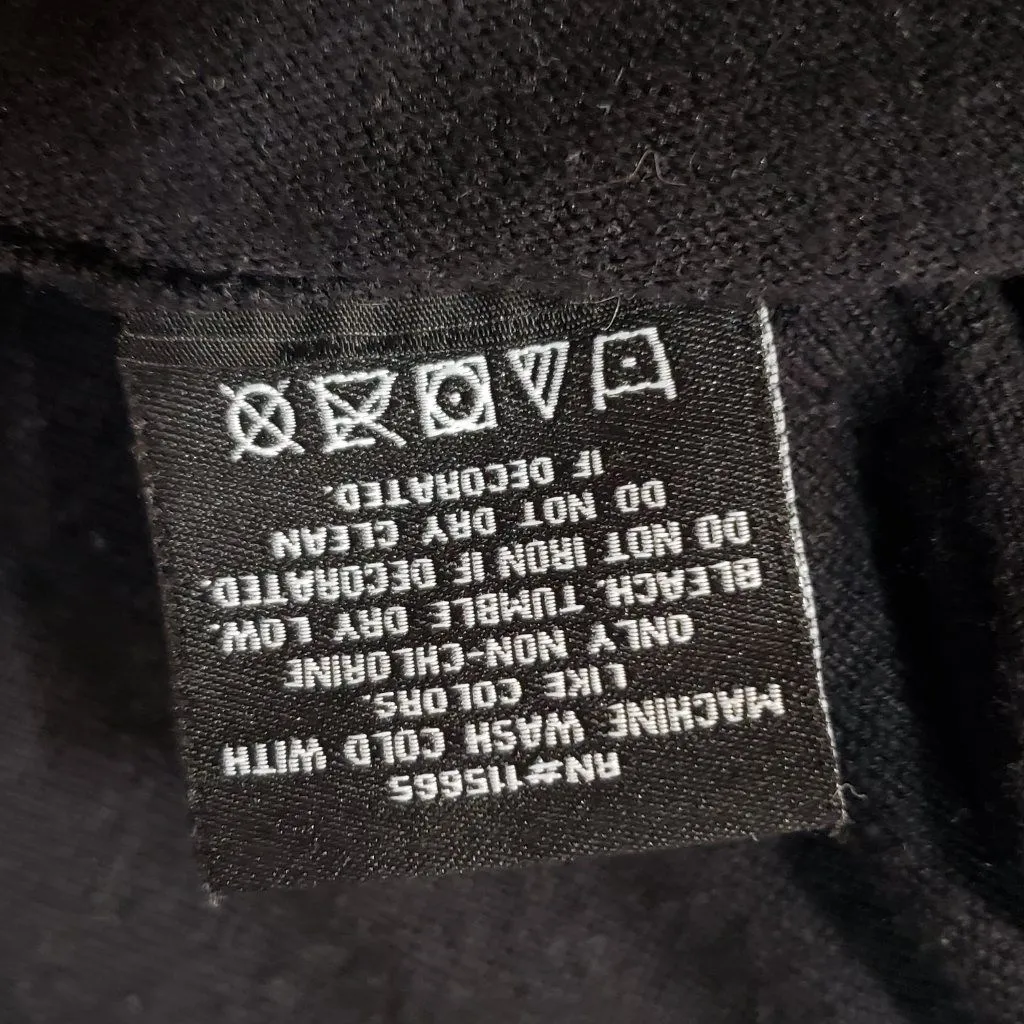 RN#115665
MACHINE WASH COLD WITH
LIKE COLORS.
ONLY NON-CHLORINE
BLEACH. TUMBLE DRY LOW.
DO NOT IRON IF DECORATED.
DO NOT DRY CLEAN
IF DECORATED.